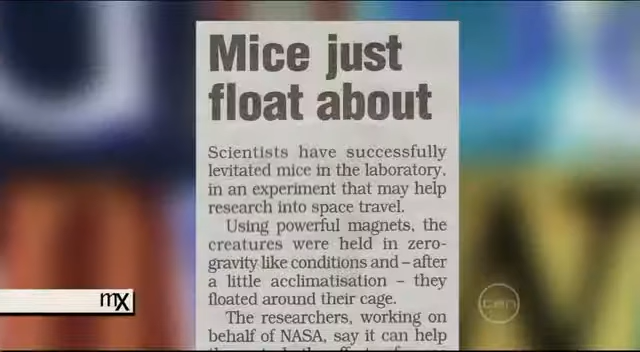 Mice just
float about
Scientists have successfully
levitated mice in the laboratory,
in an experiment that may help
research into space travel.
Using powerful magnets, the
creatures were held in zero-
gravity like conditions and – after
a little acclimatisation – they
floated around their cage.
The researchers, working on
behalf of NASA, say it can help
mX